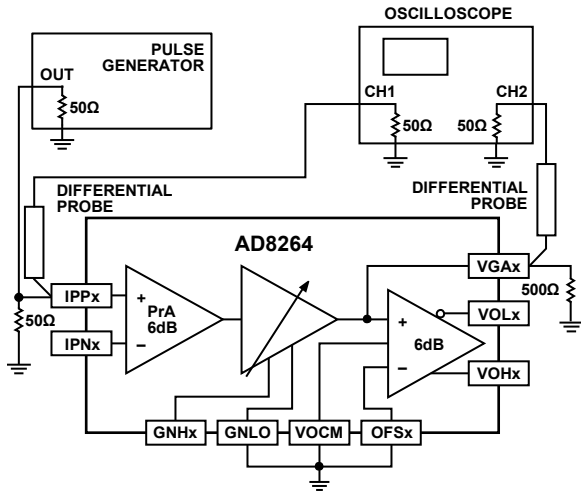 OSCILLOSCOPE
PULSE
GENERATOR
OUT
50Ω
CH1
CH2
50Ω
50Ω
DIFFERENTIAL
PROBE
DIFFERENTIAL
PROBE
AD8264
VGAx
500Ω
IPPx
+
PrA
6dB
–
+
6dB
–
VOLx
50Ω
IPNx
VOHx
GNHx
GNLO
VOCM
OFSx